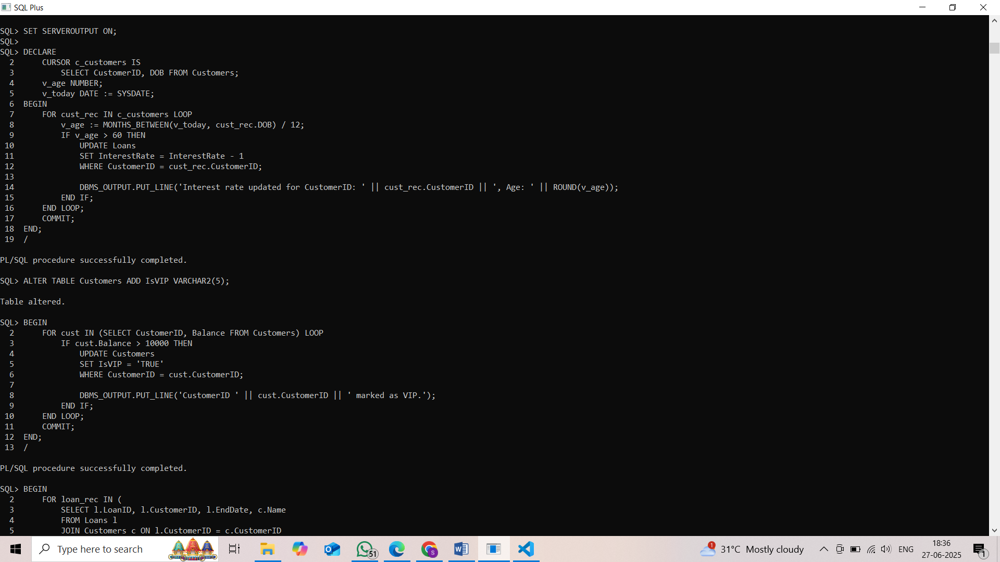 SQL Plus
SQL> SET SERVEROUTPUT ON;
SQL>
SQL> DECLARE
  2      CURSOR c_customers IS
  3          SELECT CustomerID, DOB FROM Customers;
  4      v_age NUMBER;
  5      v_today DATE := SYSDATE;
  6  BEGIN
  7      FOR cust_rec IN c_customers LOOP
  8          v_age := MONTHS_BETWEEN(v_today, cust_rec.DOB) / 12;
  9          IF v_age > 60 THEN
 10              UPDATE Loans
 11              SET InterestRate = InterestRate - 1
 12              WHERE CustomerID = cust_rec.CustomerID;
 13
 14              DBMS_OUTPUT.PUT_LINE('Interest rate updated for CustomerID: ' || cust_rec.CustomerID || ', Age: ' || ROUND(v_age));
 15          END IF;
 16      END LOOP;
 17      COMMIT;
 18  END;
 19  /
PL/SQL procedure successfully completed.
SQL> ALTER TABLE Customers ADD IsVIP VARCHAR2(5);
Table altered.
SQL> BEGIN
  2      FOR cust IN (SELECT CustomerID, Balance FROM Customers) LOOP
  3          IF cust.Balance > 10000 THEN
  4              UPDATE Customers
  5              SET IsVIP = 'TRUE'
  6              WHERE CustomerID = cust.CustomerID;
  7
  8              DBMS_OUTPUT.PUT_LINE('CustomerID ' || cust.CustomerID || ' marked as VIP.');
  9          END IF;
 10      END LOOP;
 11      COMMIT;
 12  END;
 13  /
PL/SQL procedure successfully completed.
SQL> BEGIN
  2      FOR loan_rec IN (
  3          SELECT l.LoanID, l.CustomerID, l.EndDate, c.Name
  4          FROM Loans l
  5          JOIN Customers c ON l.CustomerID = c.CustomerID
Type here to search
51
S
1
31°C Mostly cloudy
ENG
18:36
27-06-2025
1